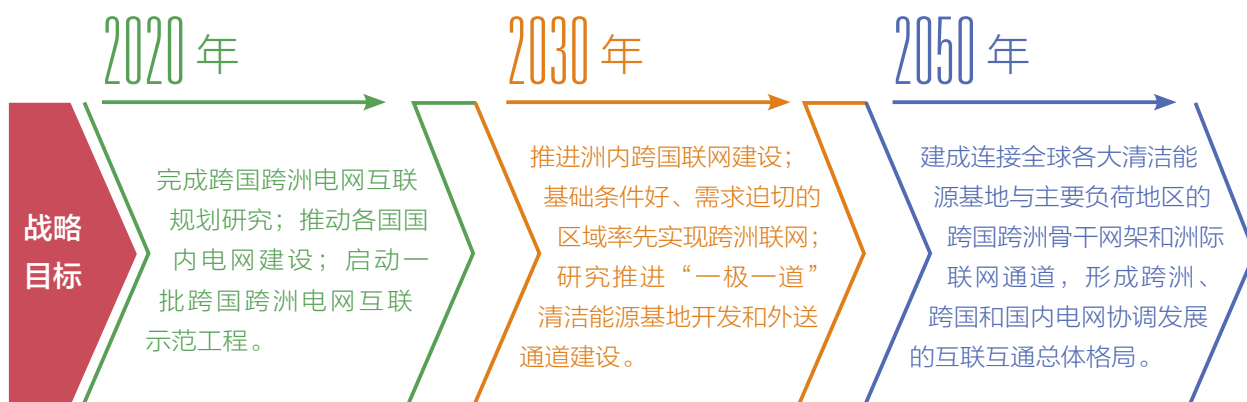 战略
目标
2020 年
完成跨国跨洲电网互联
规划研究；推动各国国
内电网建设；启动一
批跨国跨洲电网互联
示范工程。
2030 年
推进洲内跨国联网建设；
基础条件好、需求迫切的
区域率先实现跨洲联网；
研究推进“一极一道”
清洁能源基地开发和外送
通道建设。
2050 年
建成连接全球各大清洁能
源基地与主要负荷地区的
跨国跨洲骨干网架和洲际
联网通道，形成跨洲、
跨国和国内电网协调发展
的互联互通总体格局。